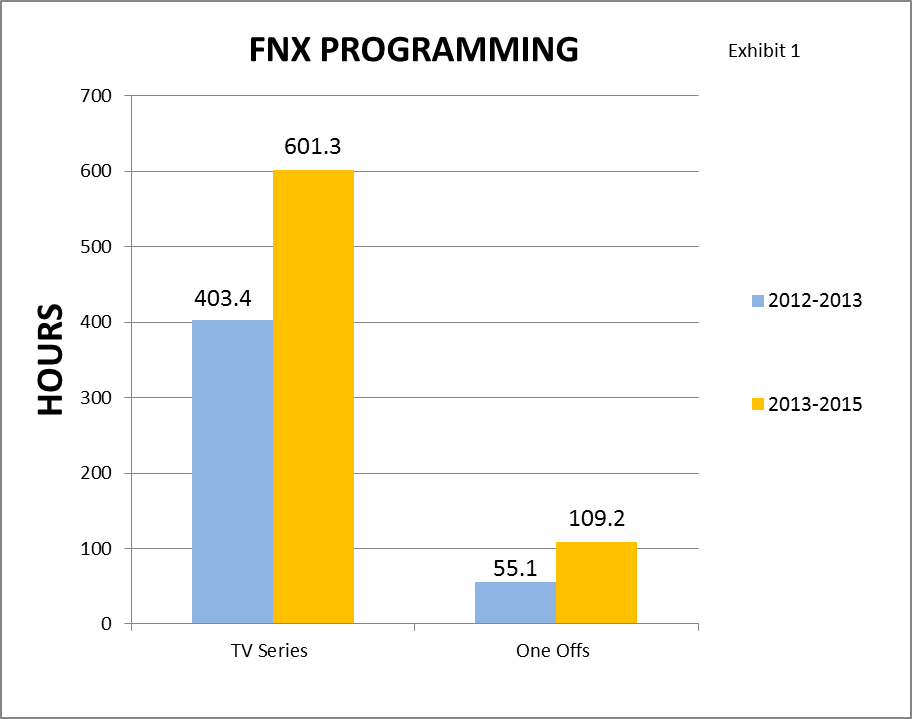 FNX PROGRAMMING
Exhibit 1
700
600
500
400
300
200
100
0
HOURS
601.3
403.4
109.2
55.1
TV Series
One Offs
2012-2013
2013-2015